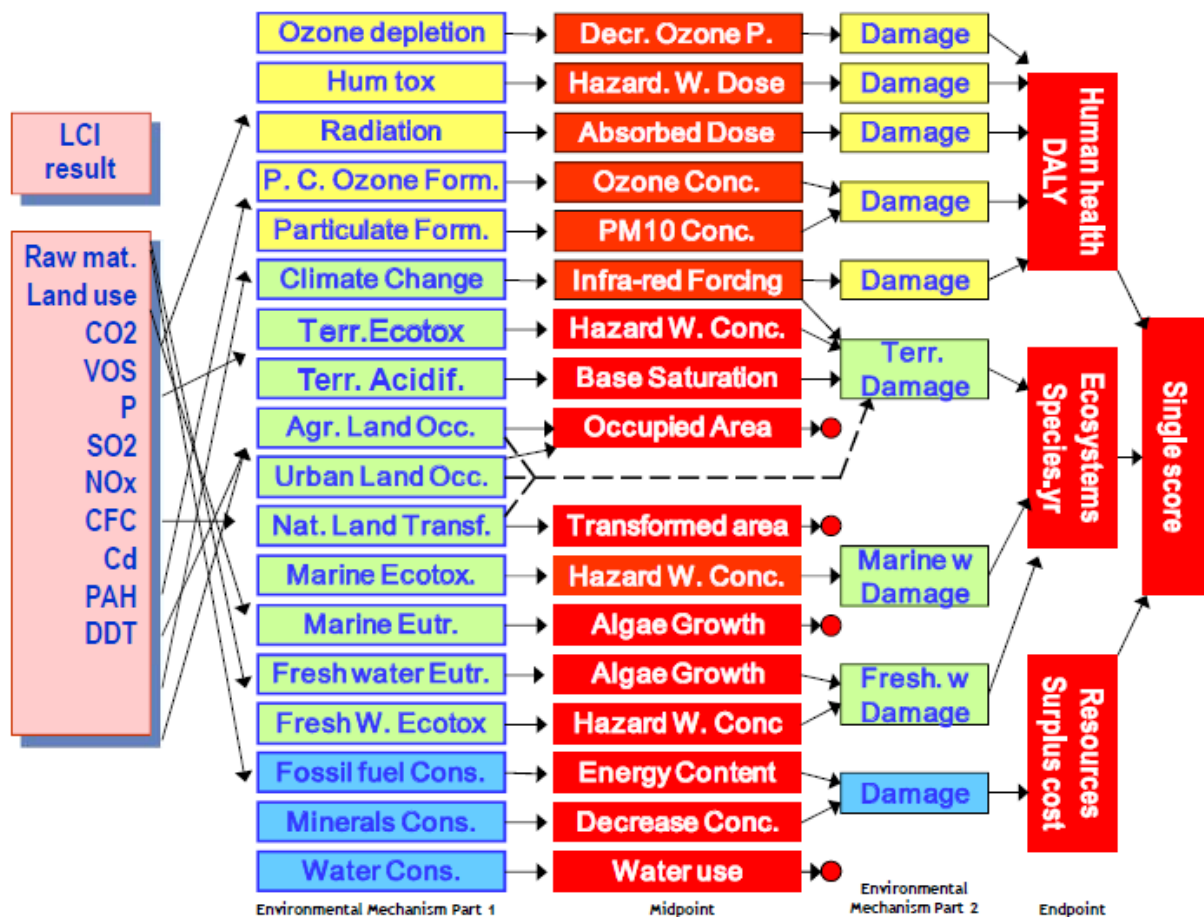 LCI
result
Raw mat.
Land use
CO2
VOS
P
SO2
NOx
CFC
Cd
PAH
DDT
Ozone depletion
Hum tox
Radiation
P. C. Ozone Form.
Particulate Form.
Climate Change
Terr.Ecotox
Terr. Acidif.
Agr. Land Occ.
Urban Land Occ.
Nat. Land Transf.
Marine Ecotox.
Marine Eutr.
Fresh water Eutr.
Fresh W. Ecotox
Fossil fuel Cons.
Minerals Cons.
Water Cons.
Environmental Mechanism Part 1
Decr. Ozone P.
Hazard. W. Dose
Absorbed Dose
Ozone Conc.
PM10 Conc.
Infra-red Forcing
Hazard W. Conc.
Base Saturation
Occupied Area
Transformed area
Hazard W. Conc.
Algae Growth
Algae Growth
Hazard W. Conc
Energy Content
Decrease Conc.
Water use
Midpoint
Damage
Damage
Damage
Damage
Damage
Terr.
Damage
Marine w
Damage
Fresh. w
Damage
Damage
Environmental
Mechanism Part 2
Human health
DALY
Ecosystems
Species.yr
Resources
Surplus cost
Endpoint
Single score